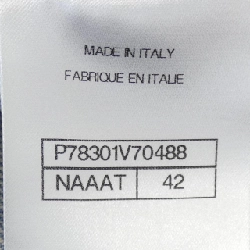 MADE IN ITALY
FABRIQUE EN ITALIE
P78301V70488
NAAAT 42